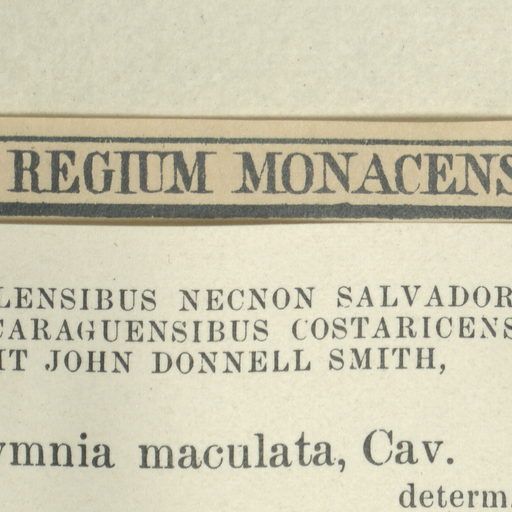 REGIUM MONACENS
LENSIBUS NECNON SALVADOR
CARAGUENSIBUS COSTARICENS
IT JOHN DONNELL SMITH,
ymnia maculata, Cav.
determ.